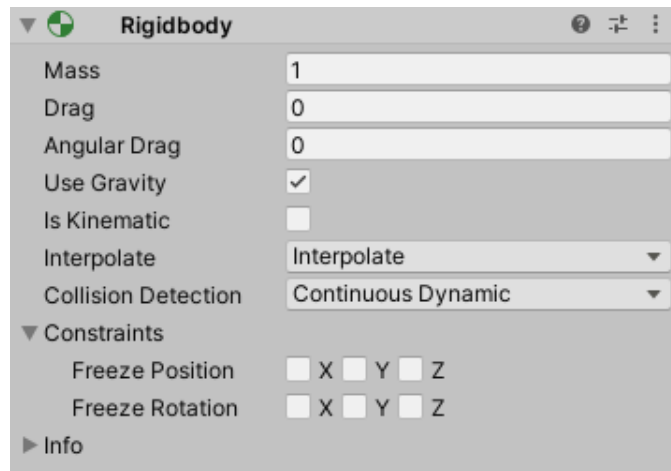 Rigidbody
Mass 1
Drag 0
Angular Drag 0
Use Gravity
Is Kinematic
Interpolate Interpolate
Collision Detection Continuous Dynamic
Constraints
Freeze Position X Y Z
Freeze Rotation X Y Z
Info